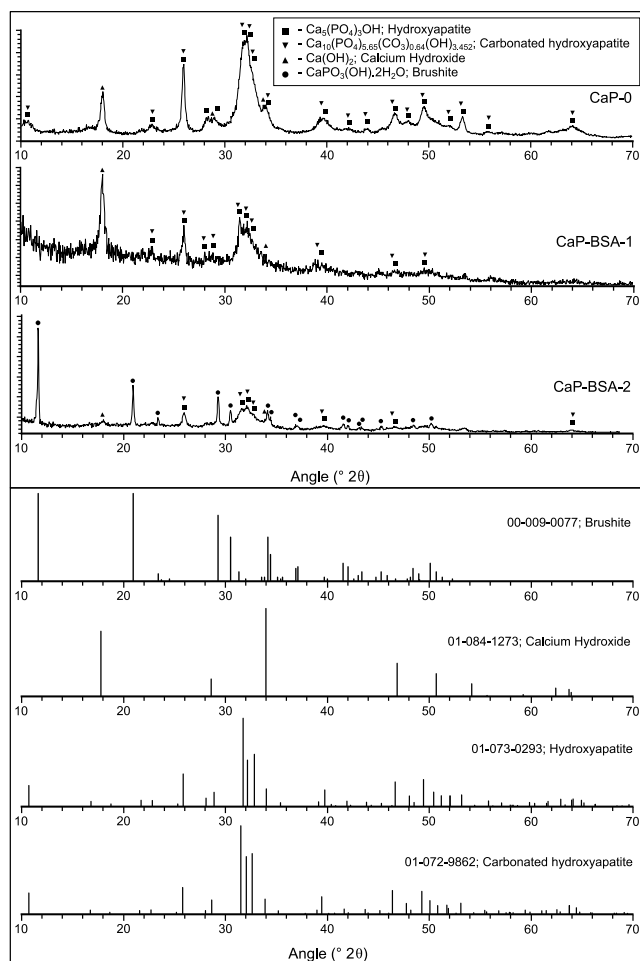 ■ - Ca₅(PO₄)₃OH; Hydroxyapatite
▼ - Ca₁₀(PO₄)₅.₆₅(CO₃)₀.₆₄(OH)₃.₄₅₂; Carbonated hydroxyapatite
▲ - Ca(OH)₂; Calcium Hydroxide
● - CaPO₃(OH).2H₂O; Brushite
CaP-0
10 20 30 40 50 60 70
CaP-BSA-1
10 20 30 40 50 60 70
CaP-BSA-2
10 20 30 40 50 60 70
Angle (° 2θ)
00-009-0077; Brushite
10 20 30 40 50 60 70
01-084-1273; Calcium Hydroxide
10 20 30 40 50 60 70
01-073-0293; Hydroxyapatite
10 20 30 40 50 60 70
01-072-9862; Carbonated hydroxyapatite
10 20 30 40 50 60 70
Angle (° 2θ)